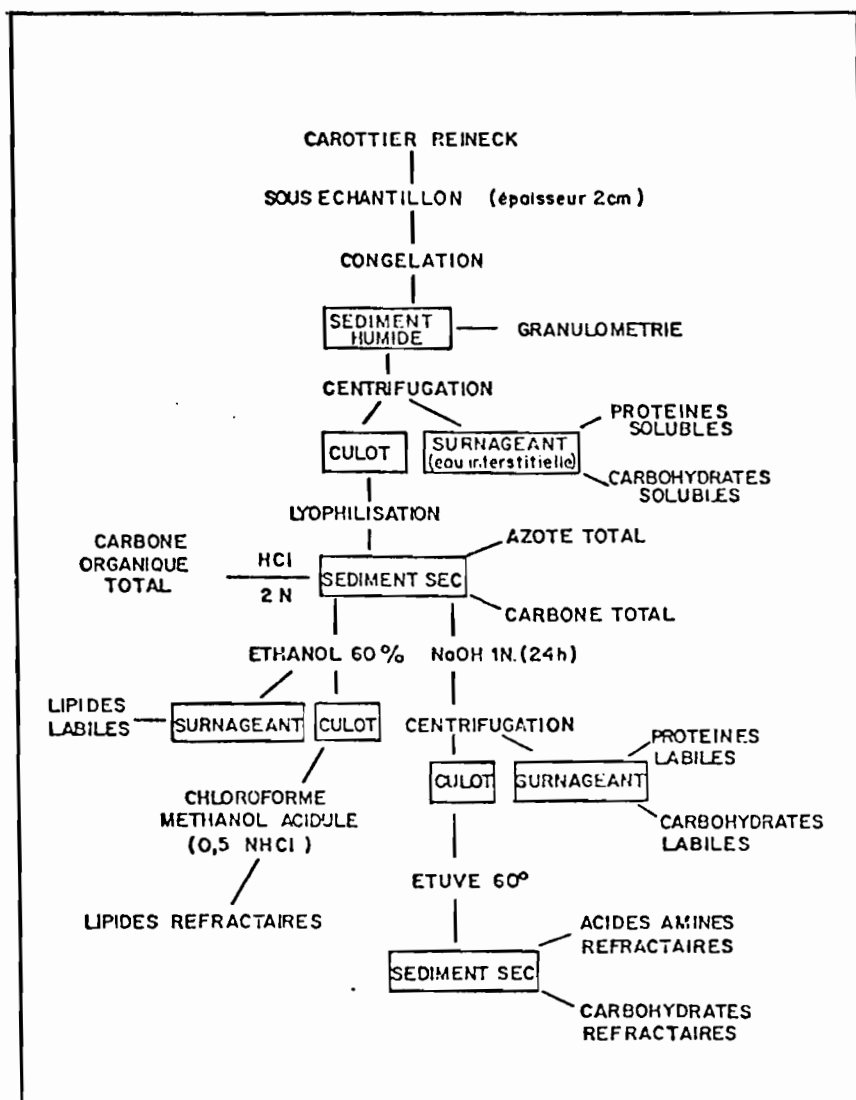 CAROTTIER REINECK
SOUS ECHANTILLON (épaisseur 2cm)
CONGELATION
SEDIMENT
HUMIDE
GRANULOMETRIE
CENTRIFUGATION
PROTEINES
SOLUBLES
CULOT
SURNAGEANT
(eau interstitielle)
CARBOHYDRATES
SOLUBLES
LYOPHILISATION
CARBONE
ORGANIQUE
TOTAL
HCl
2 N
SEDIMENT SEC
AZOTE TOTAL
CARBONE TOTAL
ETHANOL 60%
NaOH 1N.(24h)
LIPIDES
LABILES
SURNAGEANT
CULOT
CENTRIFUGATION
PROTEINES
LABILES
CULOT
SURNAGEANT
CARBOHYDRATES
LABILES
CHLOROFORME
METHANOL ACIDULE
(0,5 NHCl)
LIPIDES REFRACTAIRES
ETUVE 60°
ACIDES AMINES
REFRACTAIRES
SEDIMENT SEC
CARBOHYDRATES
REFRACTAIRES